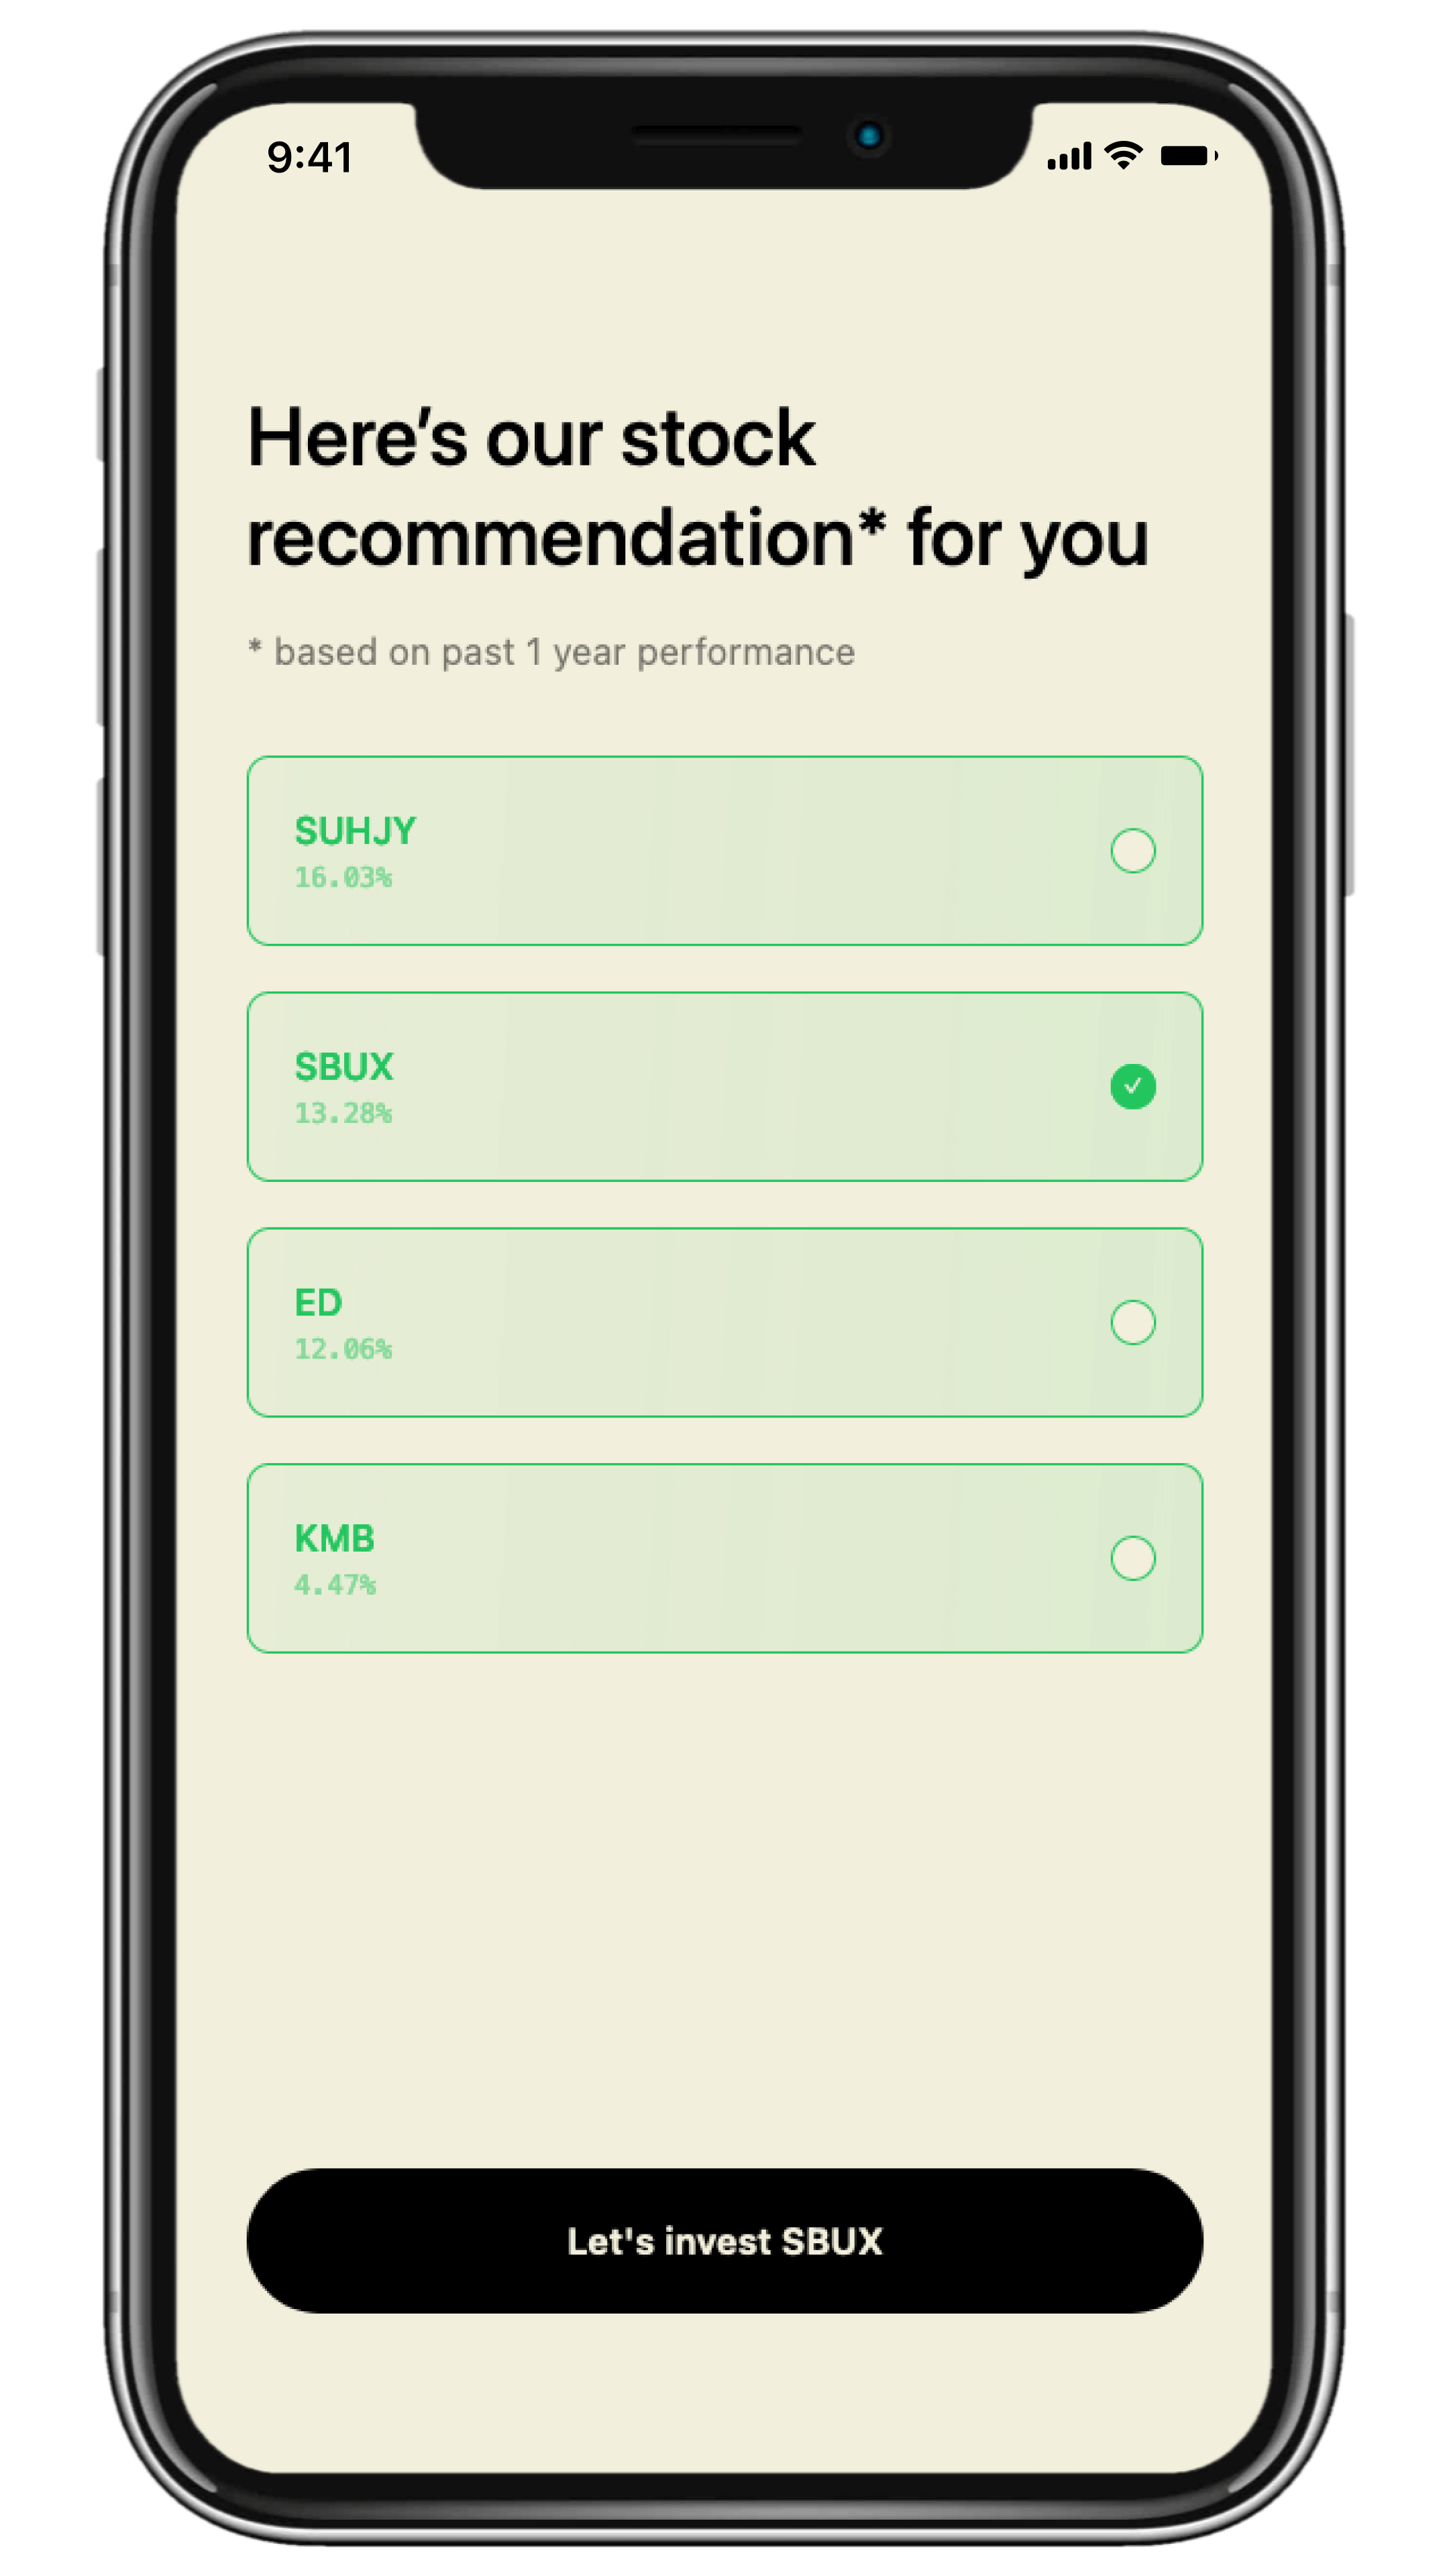 9:41
Here’s our stock
recommendation* for you
* based on past 1 year performance
SUHJY
16.03%
SBUX
13.28%
ED
12.06%
KMB
4.47%
Let's invest SBUX